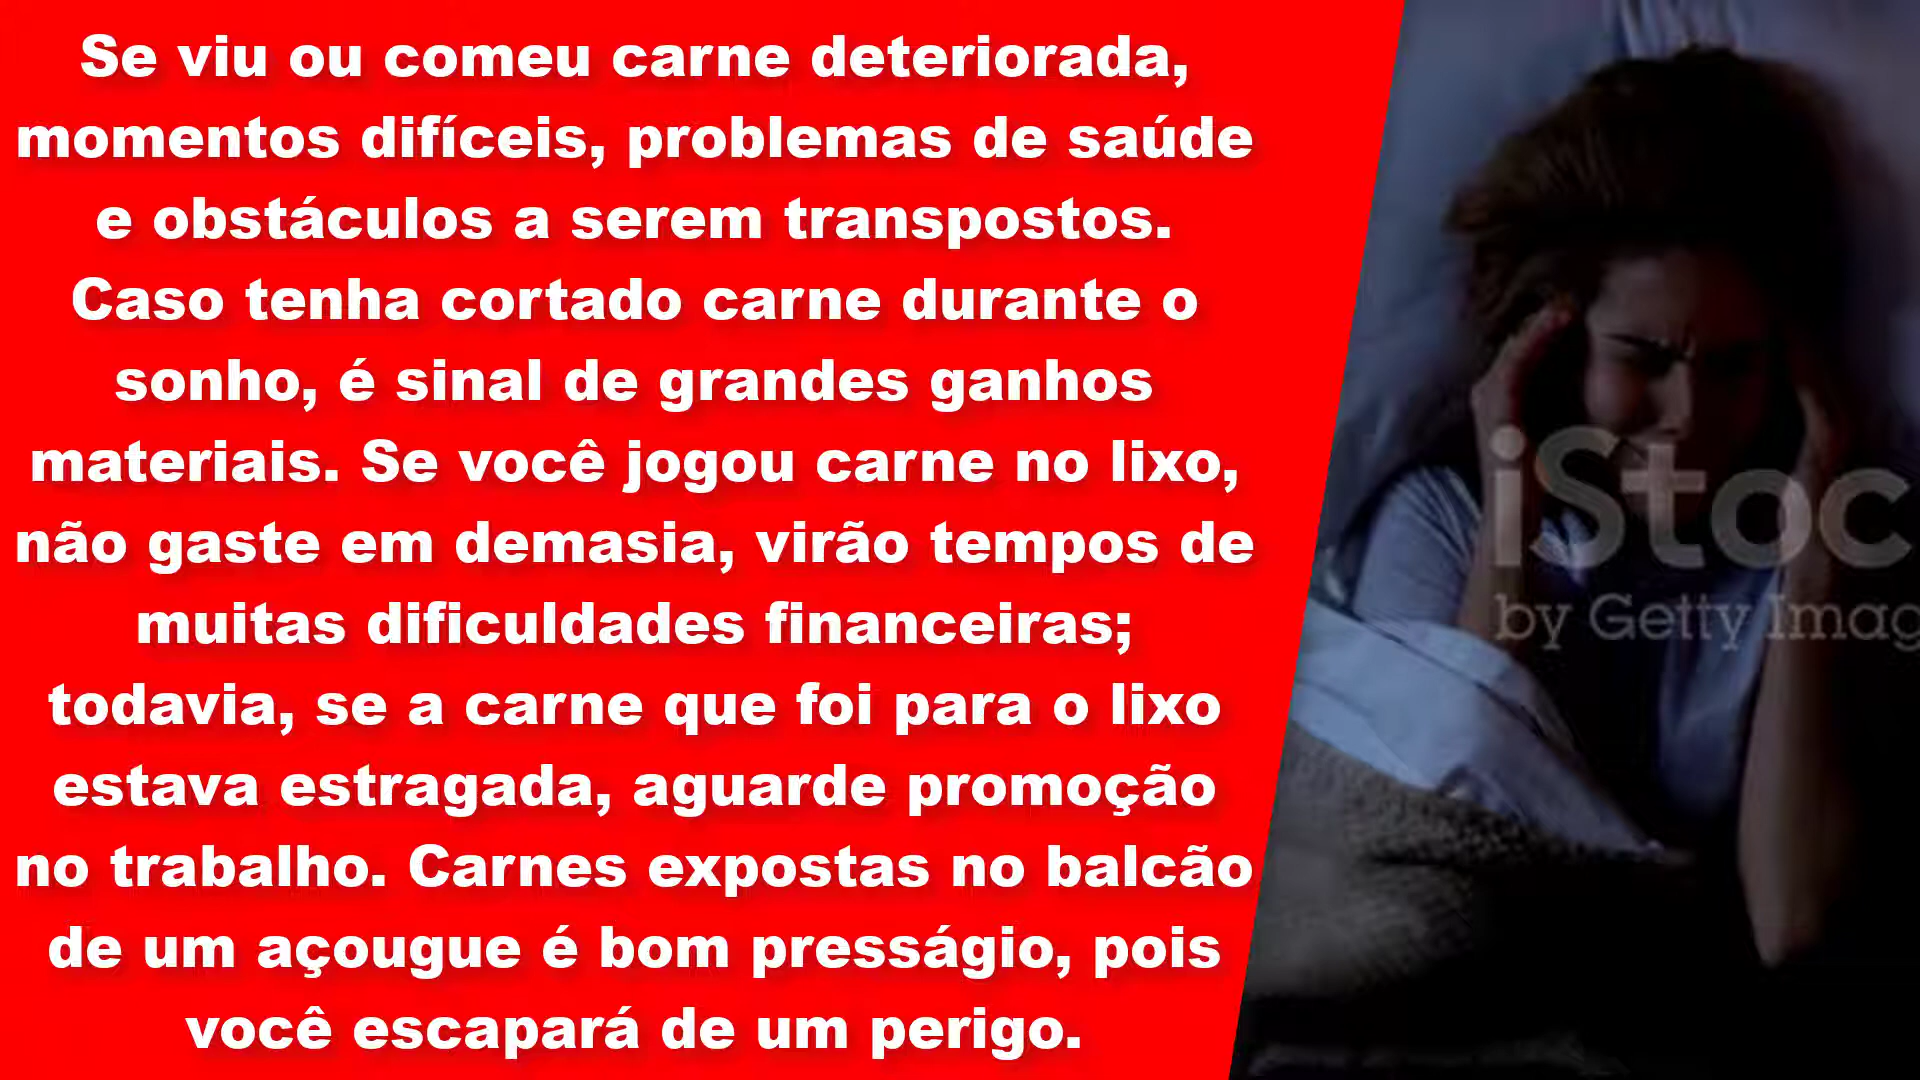 Se viu ou comeu carne deteriorada,
momentos difíceis, problemas de saúde
e obstáculos a serem transpostos.
Caso tenha cortado carne durante o
sonho, é sinal de grandes ganhos
materiais. Se você jogou carne no lixo,
não gaste em demasia, virão tempos de
muitas dificuldades financeiras;
todavia, se a carne que foi para o lixo
estava estragada, aguarde promoção
no trabalho. Carnes expostas no balcão
de um açougue é bom presságio, pois
você escapará de um perigo.
iStoc
by Getty Imag